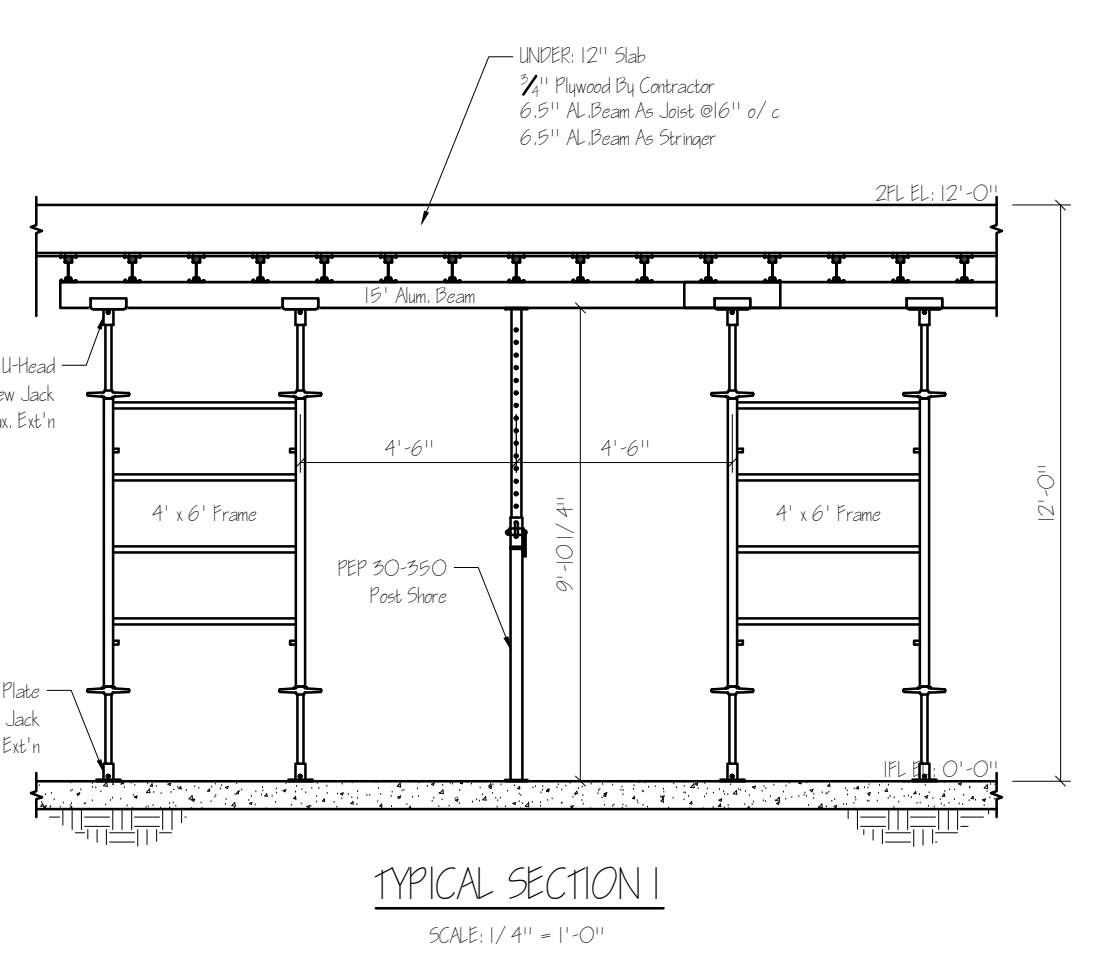 UNDER: 12" Slab
3/4" Plywood By Contractor
6.5" AL.Beam As Joist @16" o/c
6.5" AL.Beam As Stringer
2FL EL: 12'-0"
15' Alum. Beam
U-Head
Jack
Ext'n
4'-6"
4'-6"
12'-0"
4' x 6' Frame
4' x 6' Frame
9'-10 1/4"
PEP 30-350
Post Shore
Plate
Jack
Ext'n
1FL EL: 0'-0"
TYPICAL SECTION 1
SCALE: 1/4" = 1'-0"